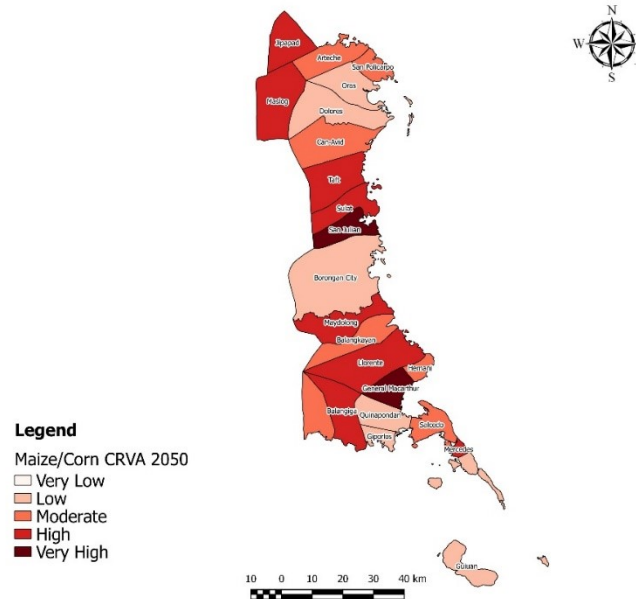 N
W E
S
Jipapad
Arteche
San Policarpo
Oras
Maslog
Dolores
Can-Avid
Taft
Sulat
San Julian
Borongan City
Maydolong
Balangkayan
Llorente
Hernani
General Macarthur
Balangiga
Quinapondan
Giporlos
Salcedo
Mercedes
Guiuan
Legend
Maize/Corn CRVA 2050
Very Low
Low
Moderate
High
Very High
10 0 10 20 30 40 km